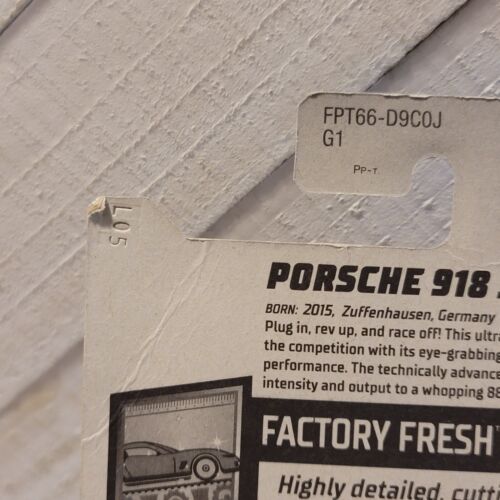 FPT66-D9C0J
G1
PP-T
L05
PORSCHE 918
BORN: 2015, Zuffenhausen, Germany
Plug in, rev up, and race off! This ultra
the competition with its eye-grabbing
performance. The technically advance
intensity and output to a whopping 88
FACTORY FRESH
Highly detailed, cutti